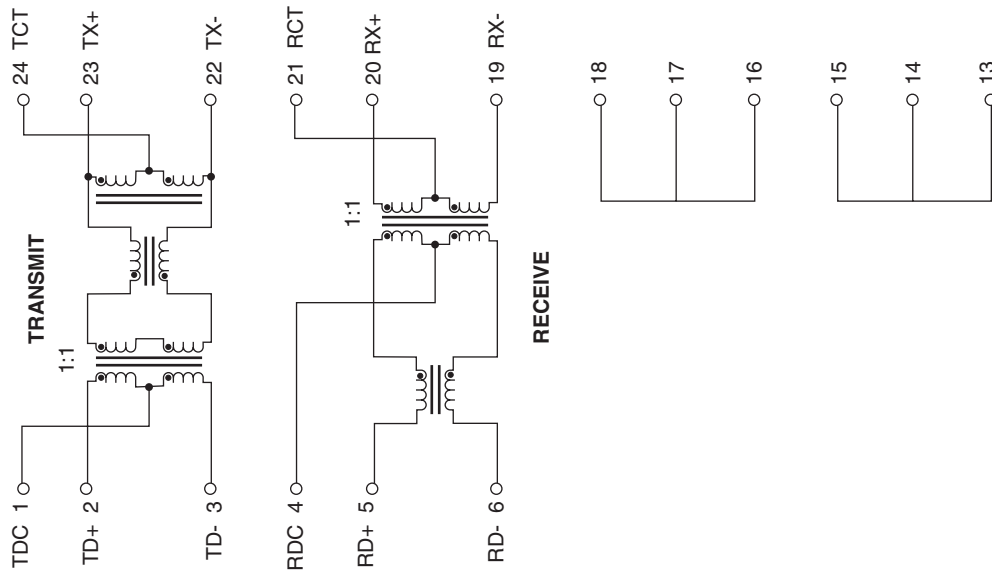 24 TCT
23 TX+
22 TX-
21 RCT
20 RX+
19 RX-
18
17
16
15
14
13
1:1
TRANSMIT
1:1
RECEIVE
TDC 1
TD+ 2
TD- 3
RDC 4
RD+ 5
RD- 6